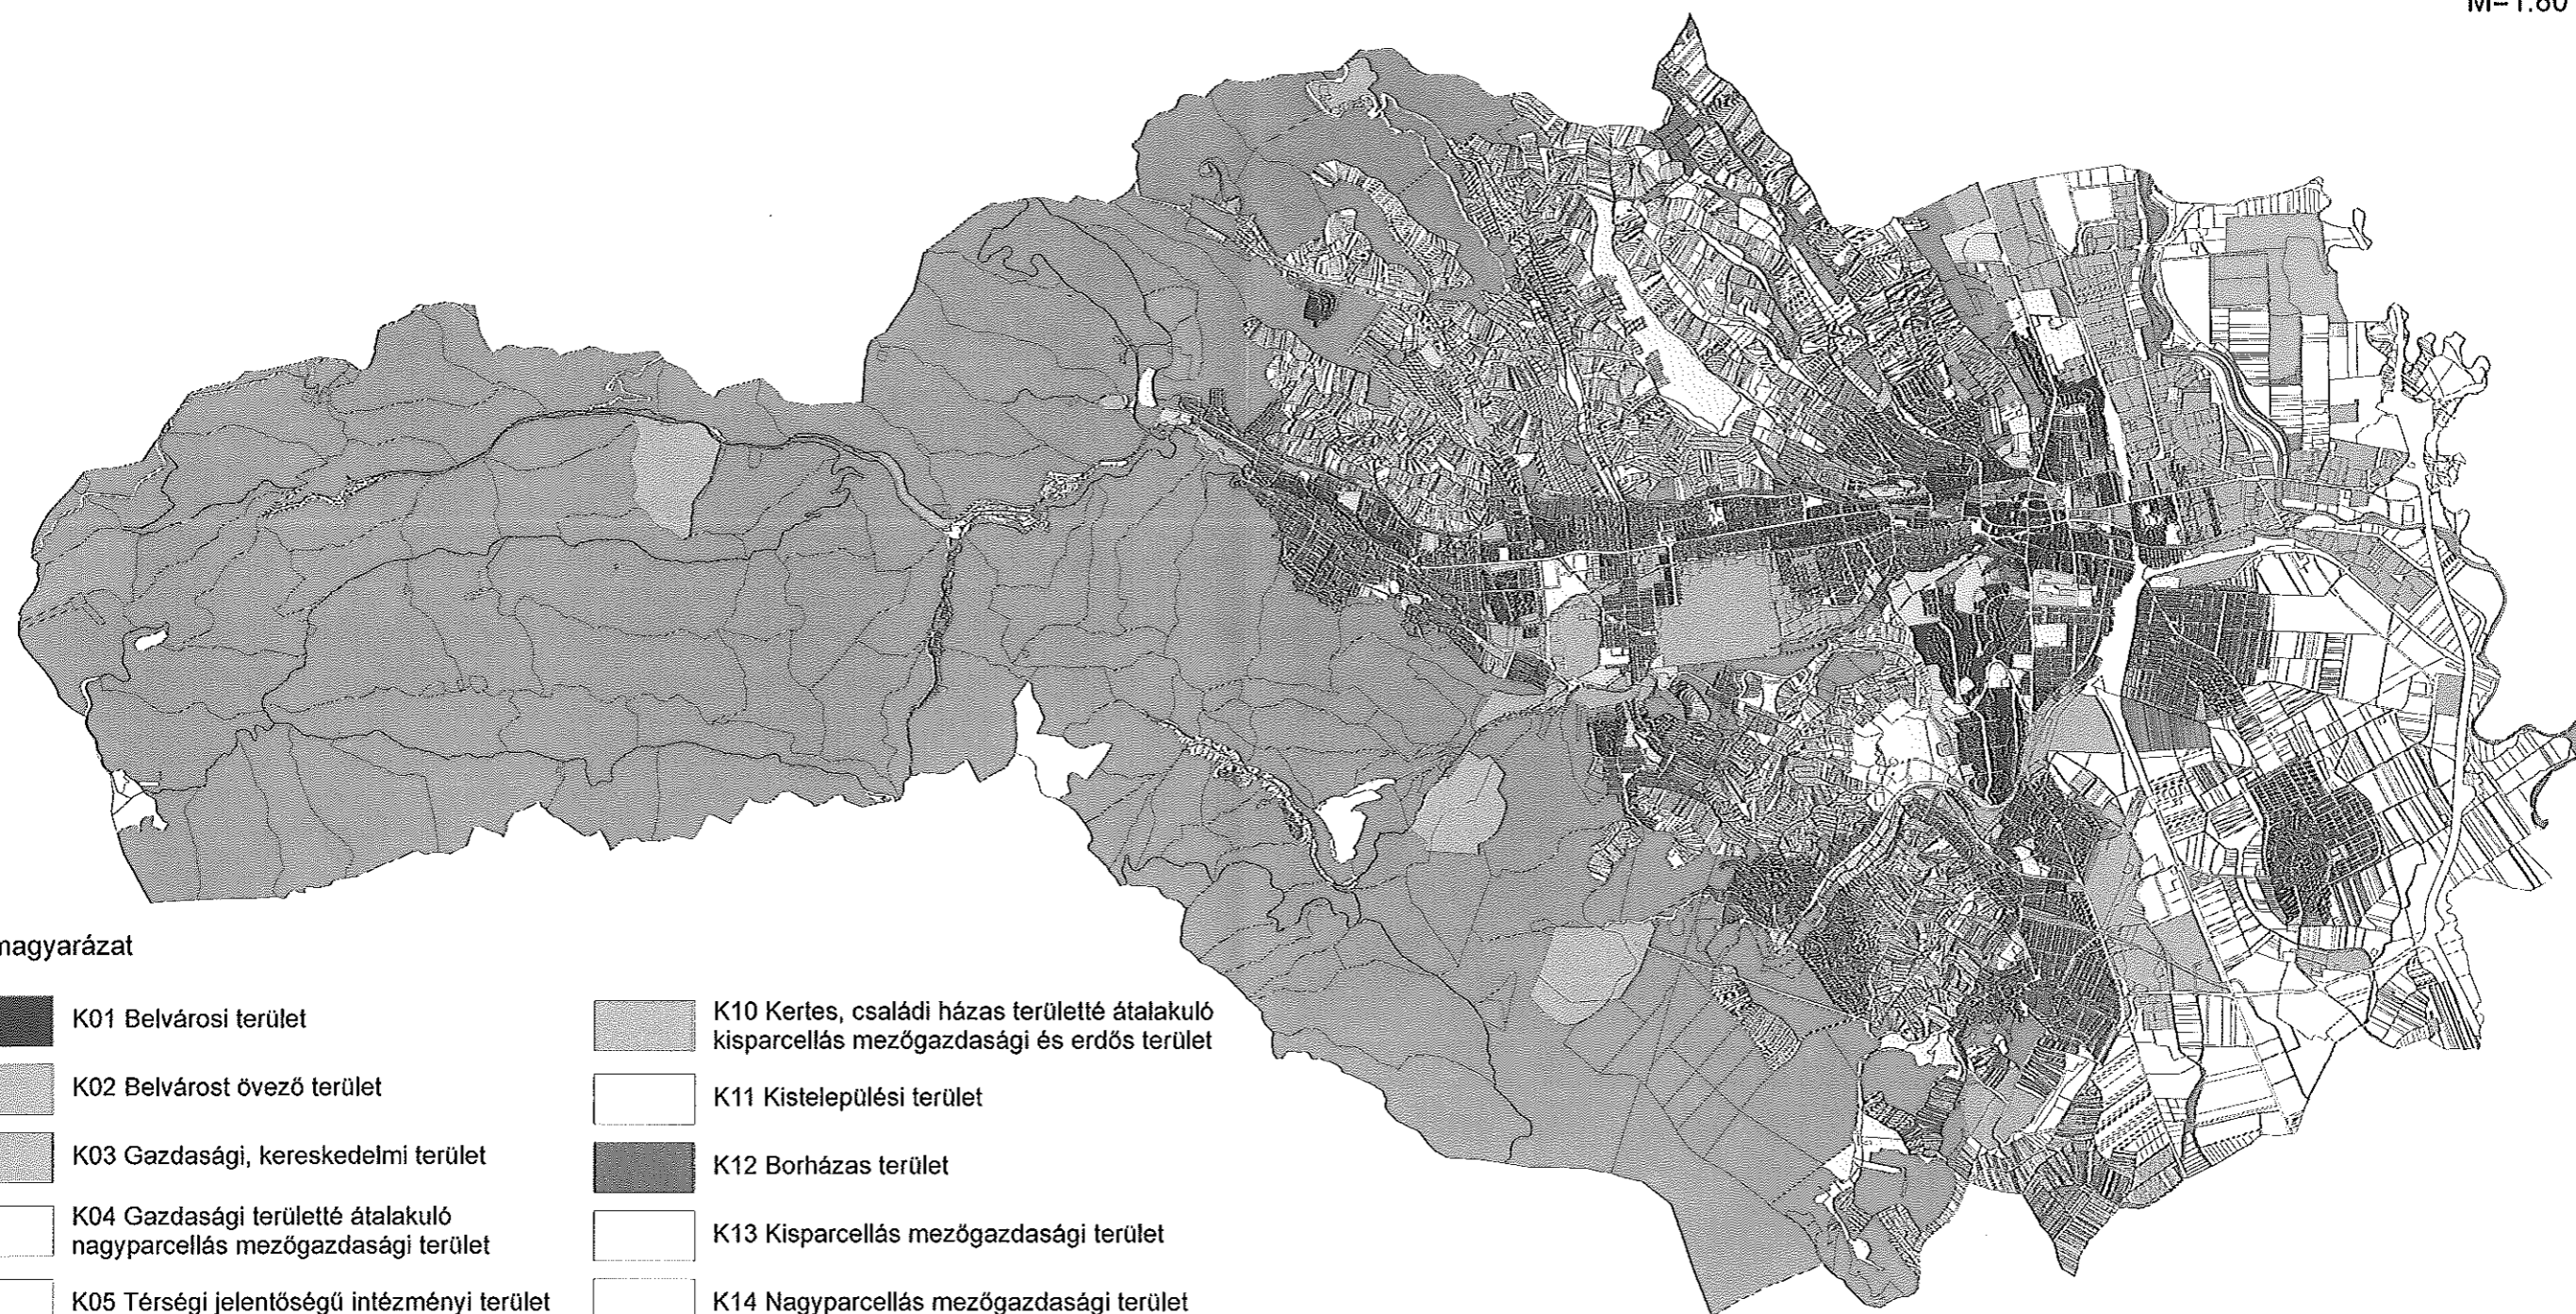 M=1:80
magyarázat
K01 Belvárosi terület
K02 Belvárost övező terület
K03 Gazdasági, kereskedelmi terület
K04 Gazdasági területté átalakuló
nagyparcellás mezőgazdasági terület
K05 Térségi jelentőségű intézményi terület
K10 Kertes, családi házas területté átalakuló
kisparcellás mezőgazdasági és erdős terület
K11 Kistelepülési terület
K12 Borházas terület
K13 Kisparcellás mezőgazdasági terület
K14 Nagyparcellás mezőgazdasági terület